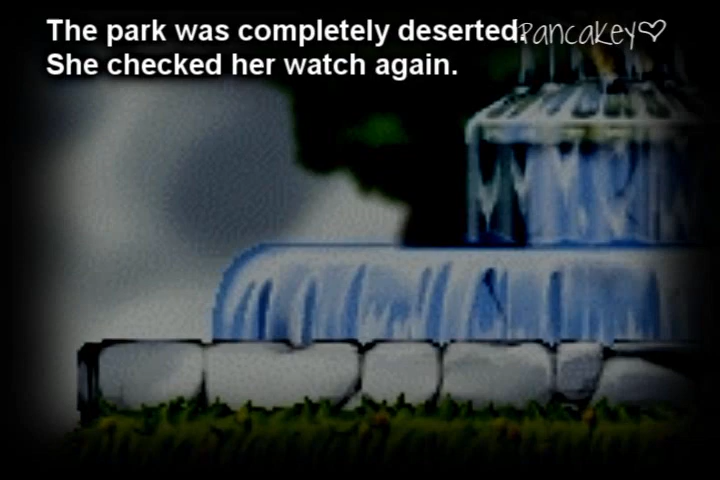 The park was completely deserted.
Pancakey♡
She checked her watch again.